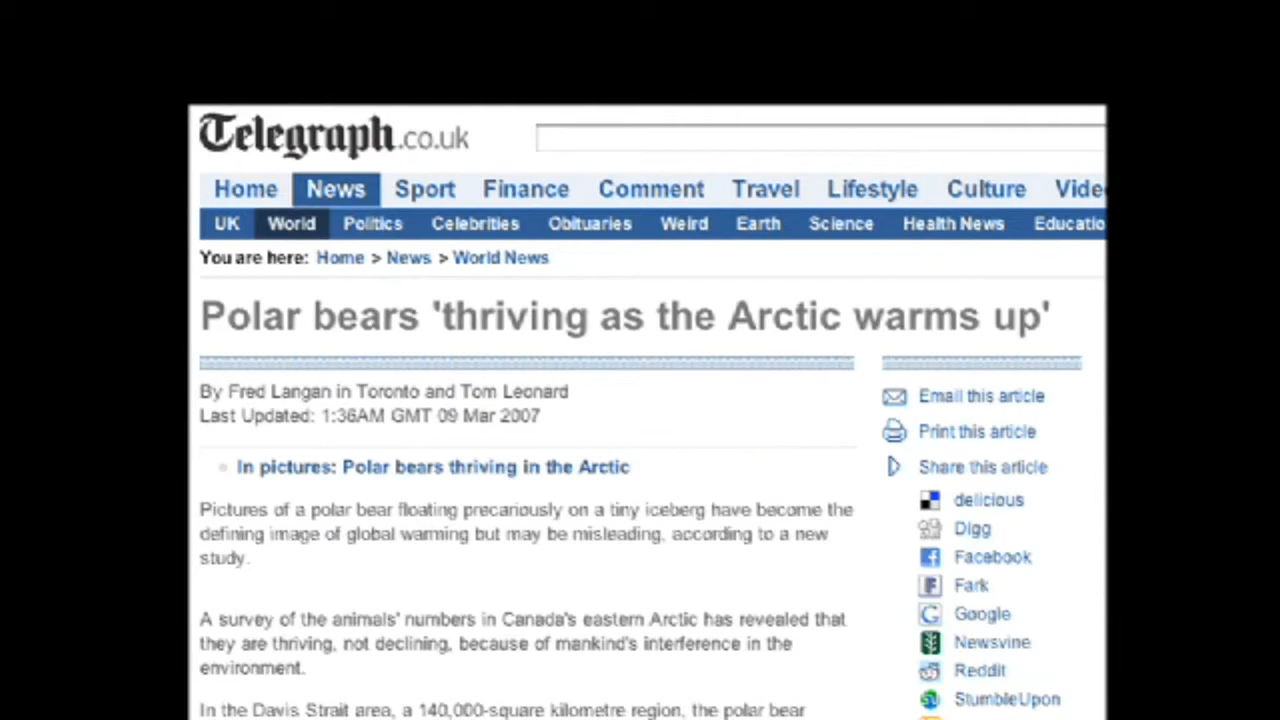 Telegraph.co.uk
Home News Sport Finance Comment Travel Lifestyle Culture
UK World Politics Celebrities Obituaries Weird Earth Science Health News
You are here: Home > News > World News
Polar bears 'thriving as the Arctic warms up'
By Fred Langan in Toronto and Tom Leonard
Last Updated: 1:36AM GMT 09 Mar 2007
In pictures: Polar bears thriving in the Arctic
Pictures of a polar bear floating precariously on a tiny iceberg have become the
defining image of global warming but may be misleading, according to a new
study.
A survey of the animals' numbers in Canada's eastern Arctic has revealed that
they are thriving, not declining, because of mankind's interference in the
environment.
In the Davis Strait area, a 140,000-square kilometre region, the polar bear
Email this article
Print this article
Share this article
delicious
Digg
Facebook
Fark
Google
Newsvine
Reddit
StumbleUpon